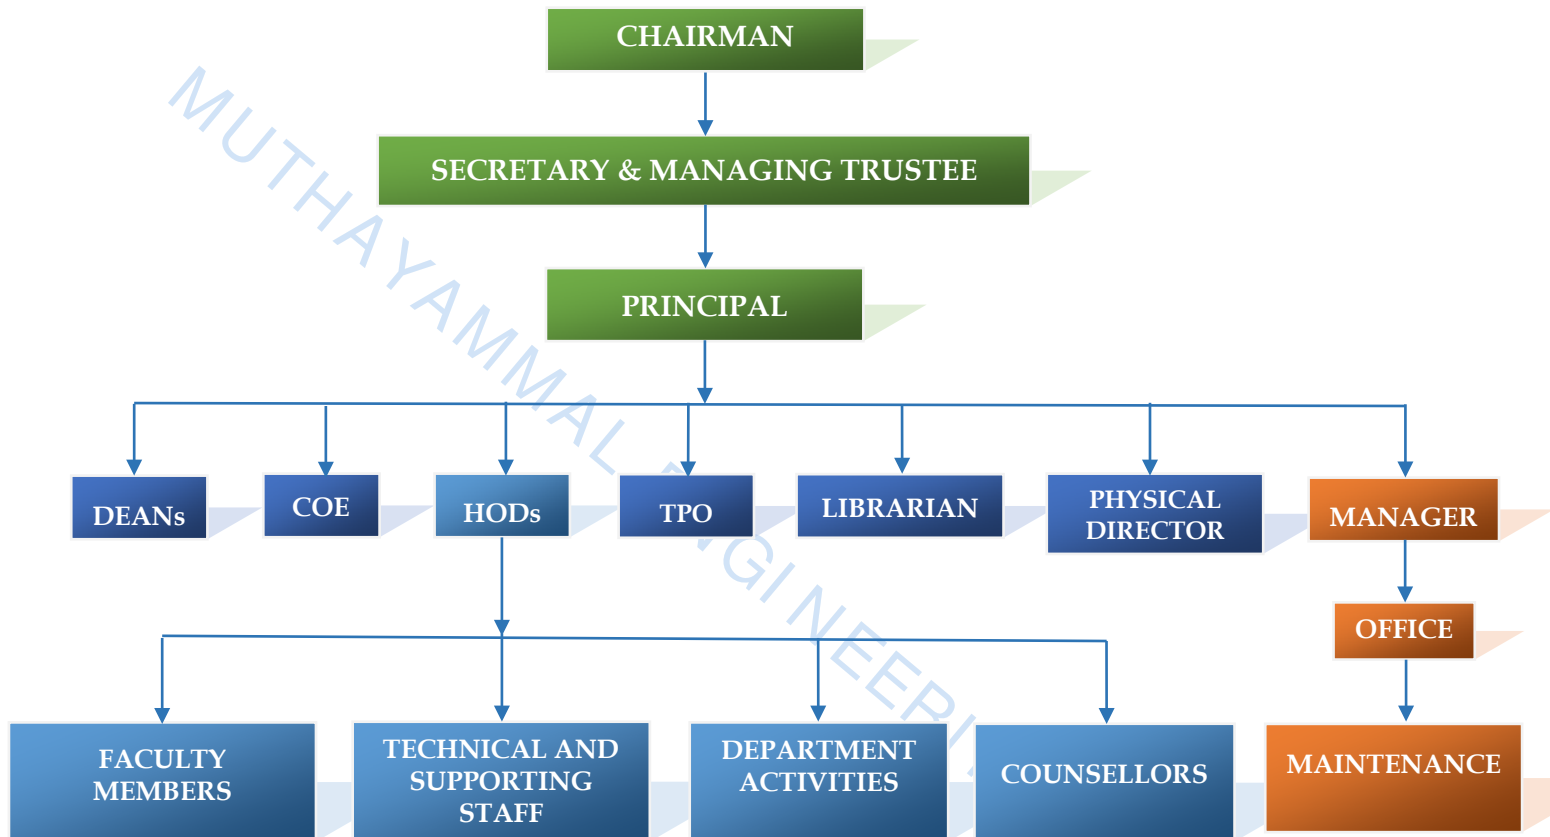 CHAIRMAN
SECRETARY & MANAGING TRUSTEE
PRINCIPAL
DEANs
COE
HODs
TPO
LIBRARIAN
PHYSICAL
DIRECTOR
MANAGER
OFFICE
FACULTY
MEMBERS
TECHNICAL AND
SUPPORTING
STAFF
DEPARTMENT
ACTIVITIES
COUNSELLORS
MAINTENANCE
MUTHAYAMMAL